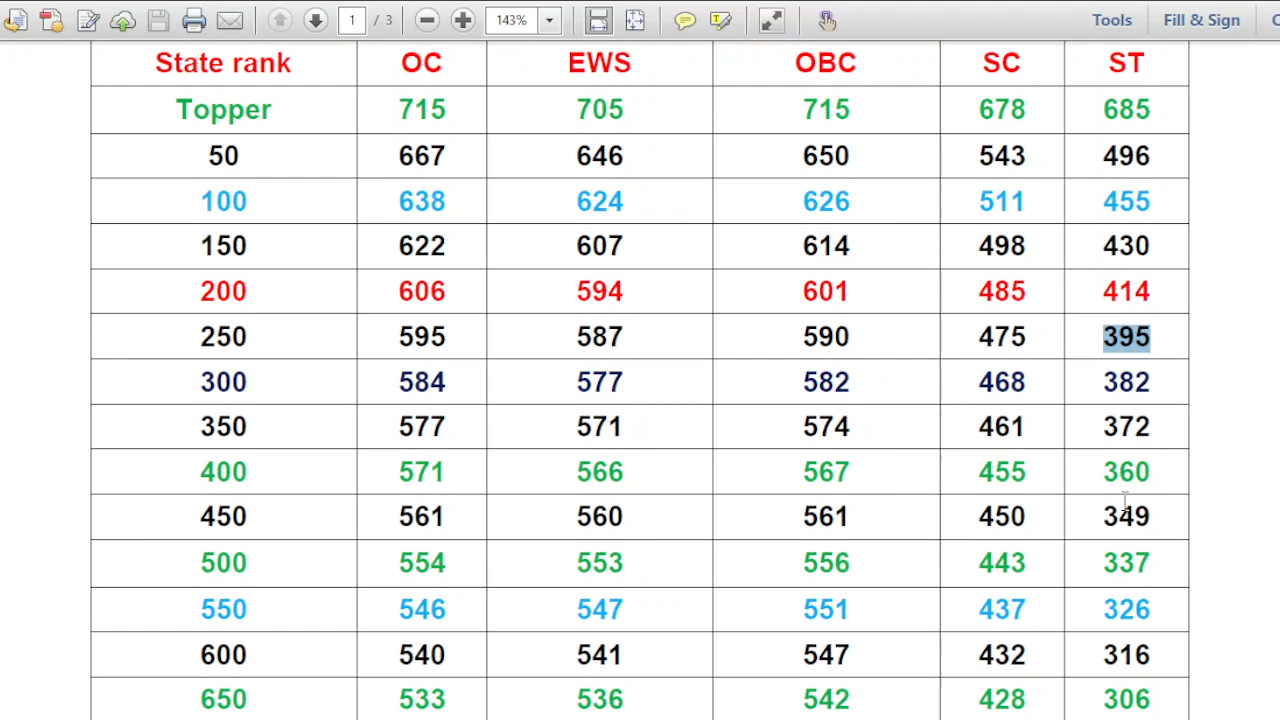 1 / 3 143% Tools Fill & Sign C
State rank OC EWS OBC SC ST
Topper 715 705 715 678 685
50 667 646 650 543 496
100 638 624 626 511 455
150 622 607 614 498 430
200 606 594 601 485 414
250 595 587 590 475 395
300 584 577 582 468 382
350 577 571 574 461 372
400 571 566 567 455 360
450 561 560 561 450 349
500 554 553 556 443 337
550 546 547 551 437 326
600 540 541 547 432 316
650 533 536 542 428 306